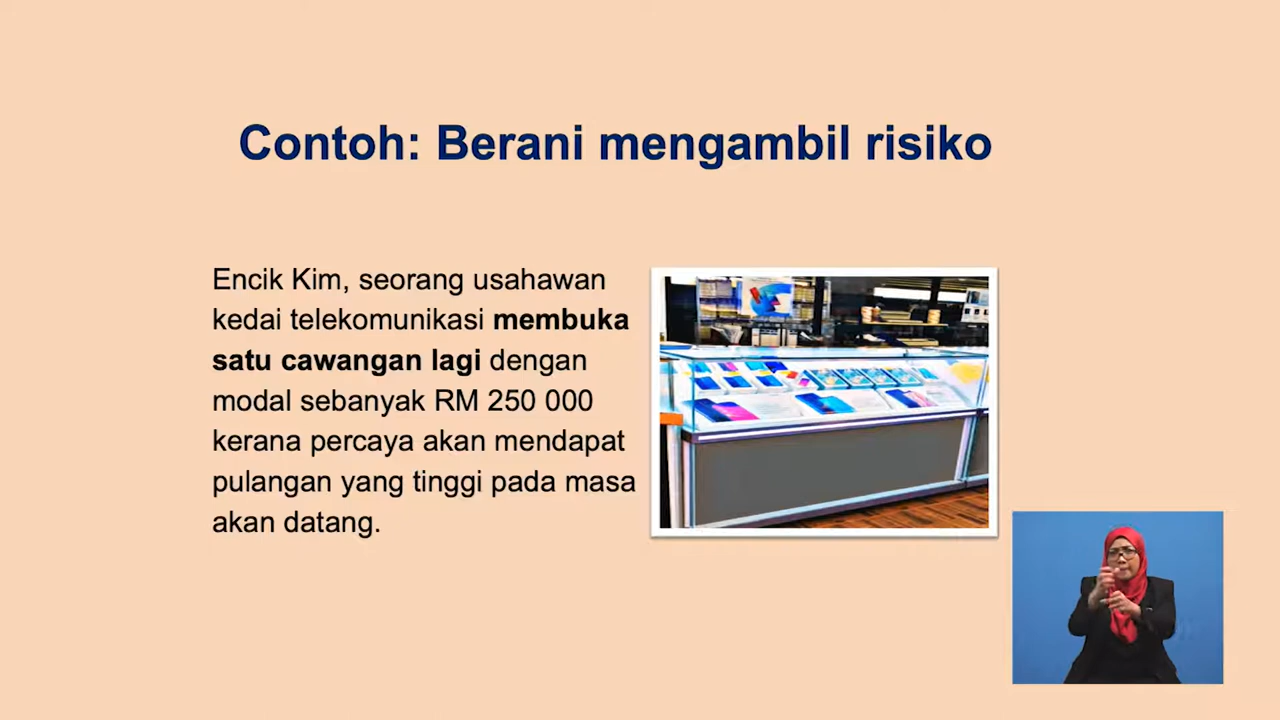 Contoh: Berani mengambil risiko
Encik Kim, seorang usahawan
kedai telekomunikasi membuka
satu cawangan lagi dengan
modal sebanyak RM 250 000
kerana percaya akan mendapat
pulangan yang tinggi pada masa
akan datang.